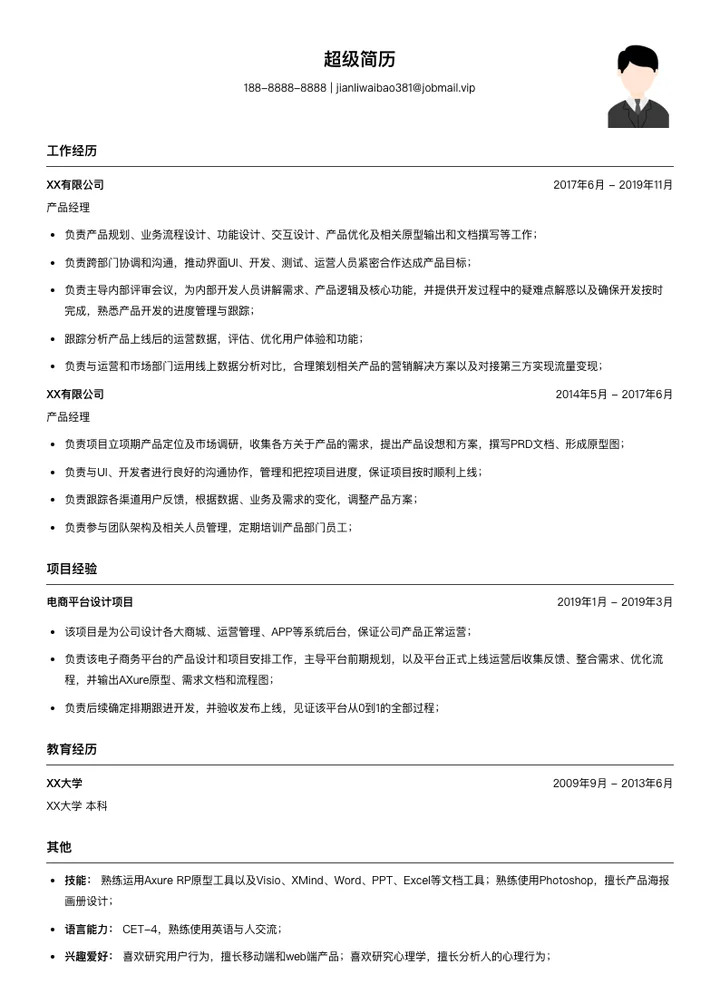 超级简历
188-8888-8888 | jianliwaibao381@jobmail.vip
工作经历
XX有限公司 2017年6月 – 2019年11月
产品经理
• 负责产品规划、业务流程设计、功能设计、交互设计、产品优化及相关原型输出和文档撰写等工作；
• 负责跨部门协调和沟通，推动界面UI、开发、测试、运营人员紧密合作达成产品目标；
• 负责主导内部评审会议，为内部开发人员讲解需求、产品逻辑及核心功能，并提供开发过程中的疑难点解惑以及确保开发按时
完成，熟悉产品开发的进度管理与跟踪；
• 跟踪分析产品上线后的运营数据，评估、优化用户体验和功能；
• 负责与运营和市场部门运用线上数据分析对比，合理策划相关产品的营销解决方案以及对接第三方实现流量变现；
XX有限公司 2014年5月 – 2017年6月
产品经理
• 负责项目立项期产品定位及市场调研，收集各方关于产品的需求，提出产品设想和方案，撰写PRD文档、形成原型图；
• 负责与UI、开发者进行良好的沟通协作，管理和把控项目进度，保证项目按时顺利上线；
• 负责跟踪各渠道用户反馈，根据数据、业务及需求的变化，调整产品方案；
• 负责参与团队架构及相关人员管理，定期培训产品部门员工；
项目经验
电商平台设计项目 2019年1月 – 2019年3月
• 该项目是为公司设计各大商城、运营管理、APP等系统后台，保证公司产品正常运营；
• 负责该电子商务平台的产品设计和项目安排工作，主导平台前期规划，以及平台正式上线运营后收集反馈、整合需求、优化流
程，并输出AXure原型、需求文档和流程图；
• 负责后续确定排期跟进开发，并验收发布上线，见证该平台从0到1的全部过程；
教育经历
XX大学 2009年9月 – 2013年6月
XX大学 本科
其他
• 技能： 熟练运用Axure RP原型工具以及Visio、XMind、Word、PPT、Excel等文档工具；熟练使用Photoshop，擅长产品海报
画册设计；
• 语言能力： CET-4，熟练使用英语与人交流；
• 兴趣爱好： 喜欢研究用户行为，擅长移动端和web端产品；喜欢研究心理学，擅长分析人的心理行为；